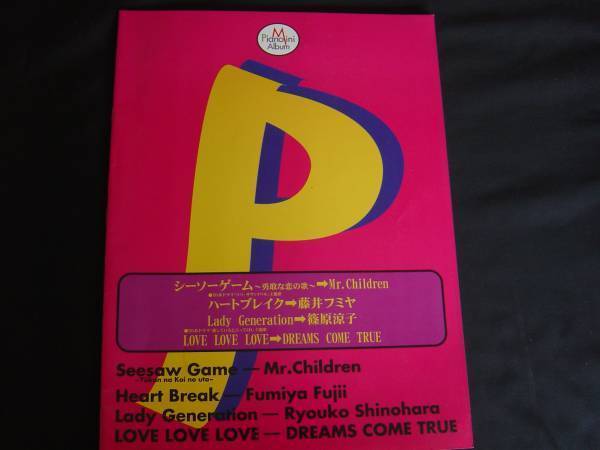 M
Piano ini
Album
P
シーソーゲーム〜勇敢な恋の歌〜➡Mr.Children
ハートブレイク➡藤井フミヤ
Lady Generation➡篠原涼子
LOVE LOVE LOVE➡DREAMS COME TRUE
Seesaw Game — Mr.Children
~Yukan na Koi no uta~
Heart Break — Fumiya Fujii
Lady Generation — Ryouko Shinohara
LOVE LOVE LOVE — DREAMS COME TRUE